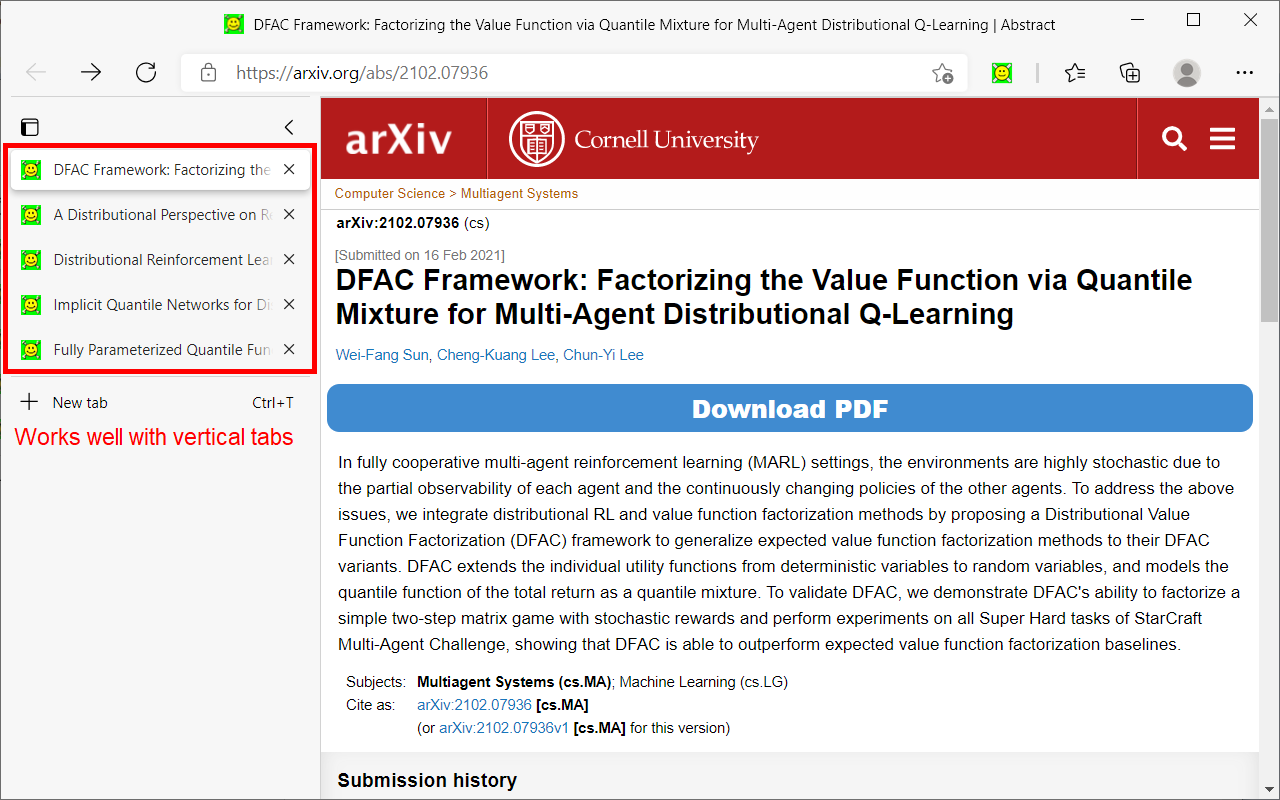 DFAC Framework: Factorizing the Value Function via Quantile Mixture for Multi-Agent Distributional Q-Learning | Abstract
https://arxiv.org/abs/2102.07936
DFAC Framework: Factorizing the
A Distributional Perspective on Re
Distributional Reinforcement Lea
Implicit Quantile Networks for Dis
Fully Parameterized Quantile Fun
New tab Ctrl+T
Works well with vertical tabs
arXiv Cornell University
Computer Science > Multiagent Systems
arXiv:2102.07936 (cs)
[Submitted on 16 Feb 2021]
DFAC Framework: Factorizing the Value Function via Quantile
Mixture for Multi-Agent Distributional Q-Learning
Wei-Fang Sun, Cheng-Kuang Lee, Chun-Yi Lee
Download PDF
In fully cooperative multi-agent reinforcement learning (MARL) settings, the environments are highly stochastic due to
the partial observability of each agent and the continuously changing policies of the other agents. To address the above
issues, we integrate distributional RL and value function factorization methods by proposing a Distributional Value
Function Factorization (DFAC) framework to generalize expected value function factorization methods to their DFAC
variants. DFAC extends the individual utility functions from deterministic variables to random variables, and models the
quantile function of the total return as a quantile mixture. To validate DFAC, we demonstrate DFAC's ability to factorize a
simple two-step matrix game with stochastic rewards and perform experiments on all Super Hard tasks of StarCraft
Multi-Agent Challenge, showing that DFAC is able to outperform expected value function factorization baselines.
Subjects: Multiagent Systems (cs.MA); Machine Learning (cs.LG)
Cite as: arXiv:2102.07936 [cs.MA]
(or arXiv:2102.07936v1 [cs.MA] for this version)
Submission history